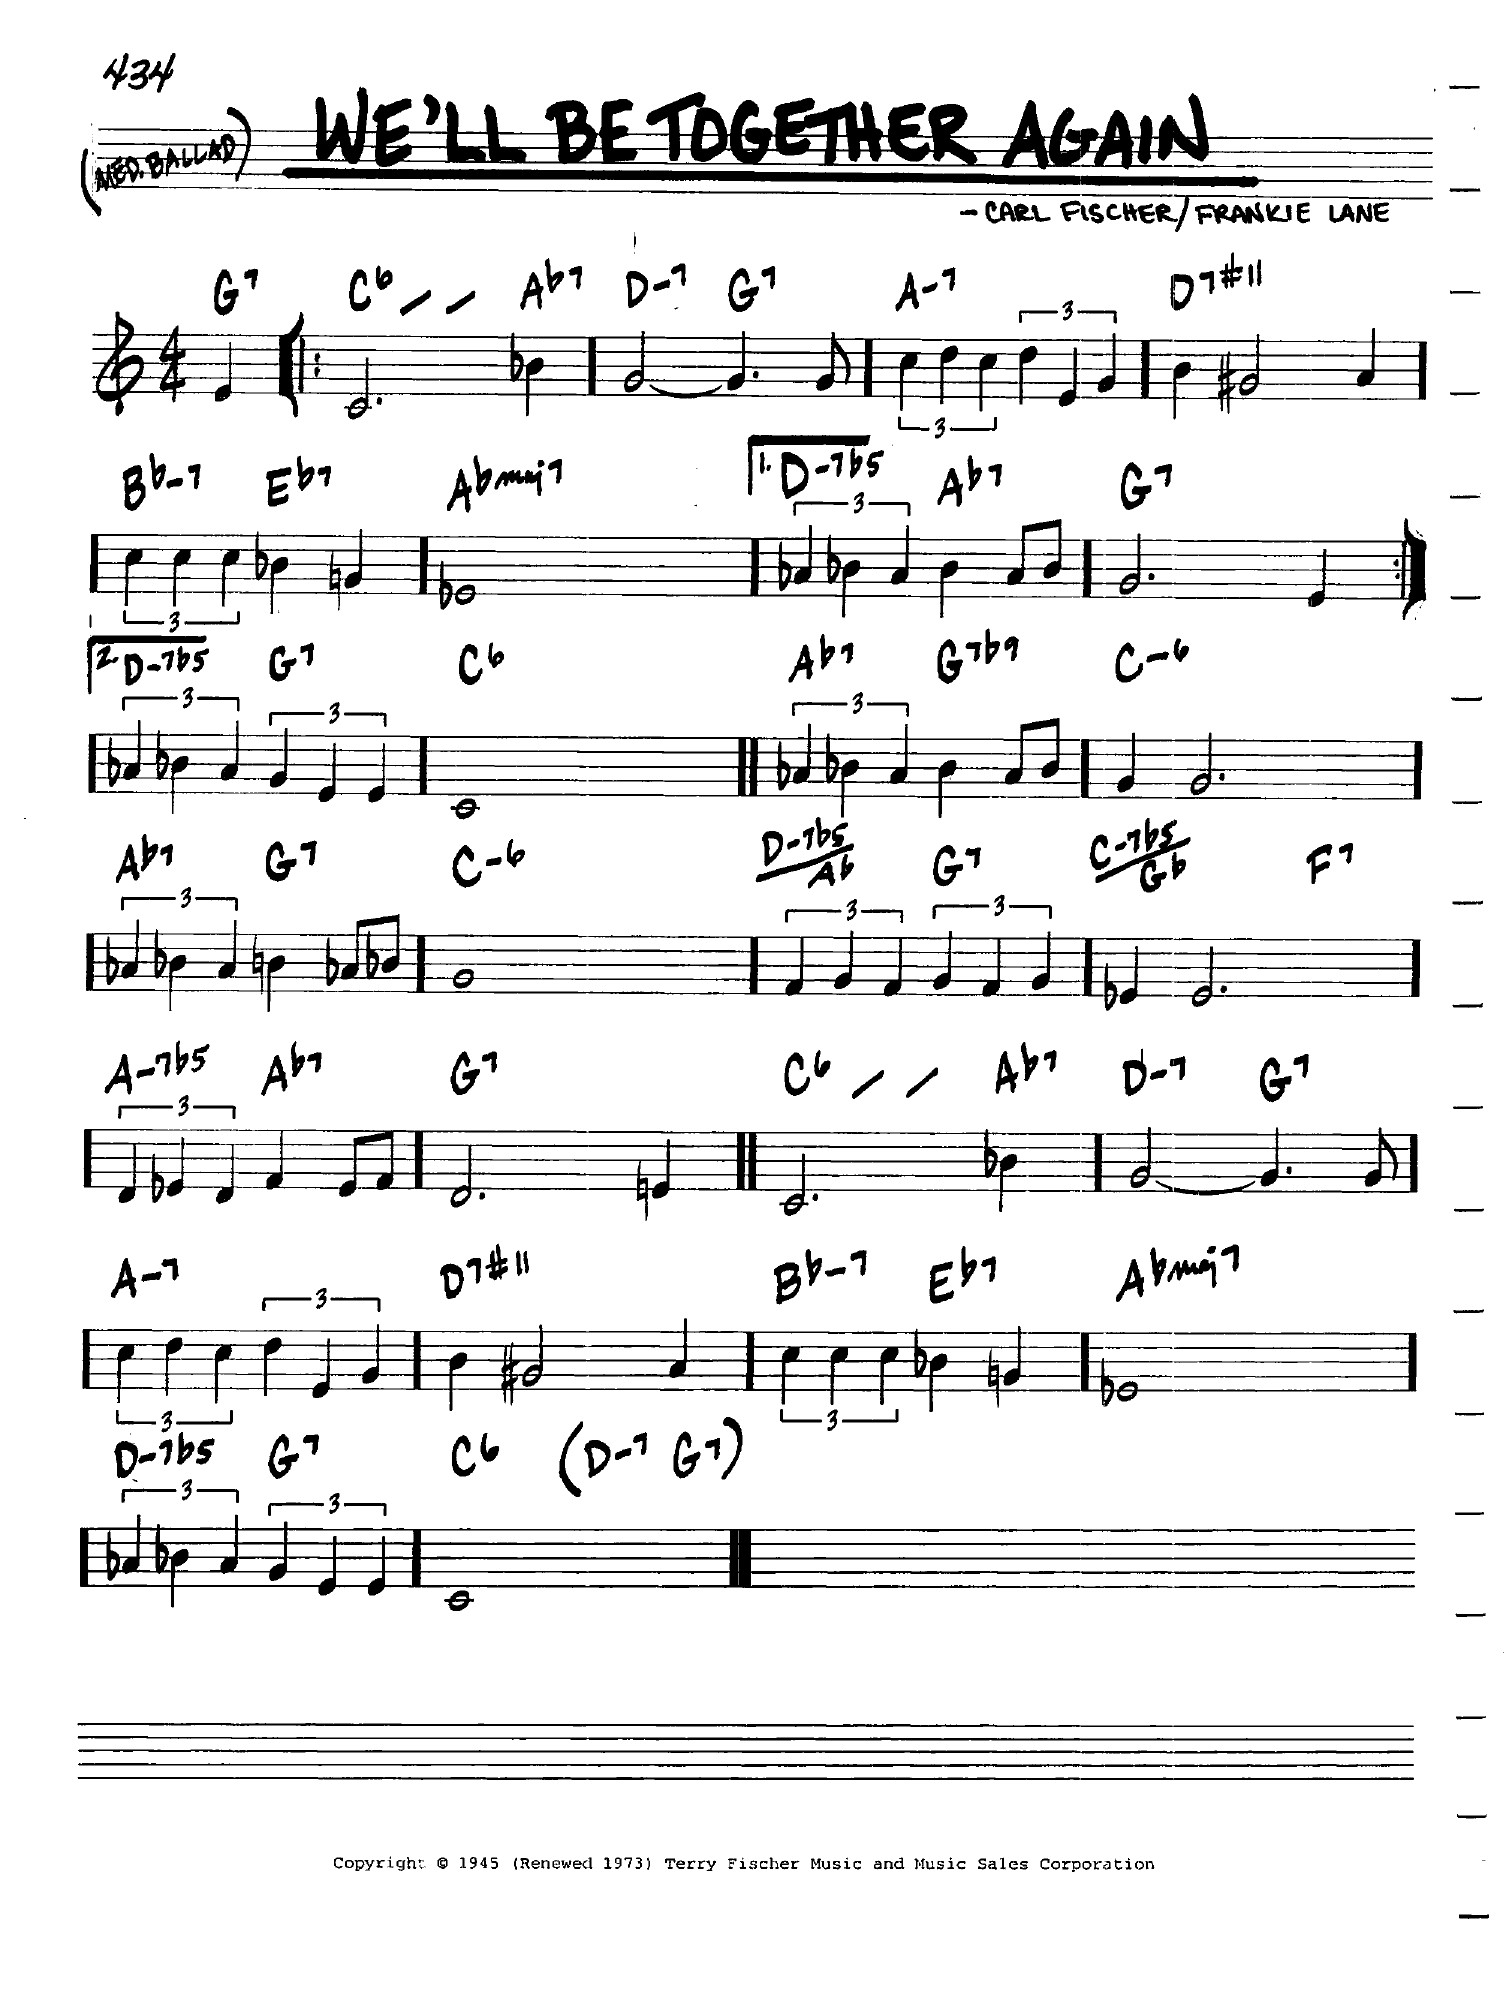 434
(MED. BALLAD) WE'LL BE TOGETHER AGAIN
- CARL FISCHER/FRANKIE LANE
G7 C6 / / Ab7 D-7 G7 A-7 D7#11
3
4
4
3
Bb-7 Eb7 Abmaj7 1. D-7b5 Ab7 G7
3
3
2. D-7b5 G7 C6 Ab7 G7b9 C-6
3 3 3
Ab7 G7 C-6 D-7b5/Ab G7 C-7b5/Gb F7
3 3 3
A-7b5 Ab7 G7 C6 / / Ab7 D-7 G7
3
A-7 D7#11 Bb-7 Eb7 Abmaj7
3
3 3
D-7b5 G7 C6 (D-7 G7)
3 3
Copyright © 1945 (Renewed 1973) Terry Fischer Music and Music Sales Corporation